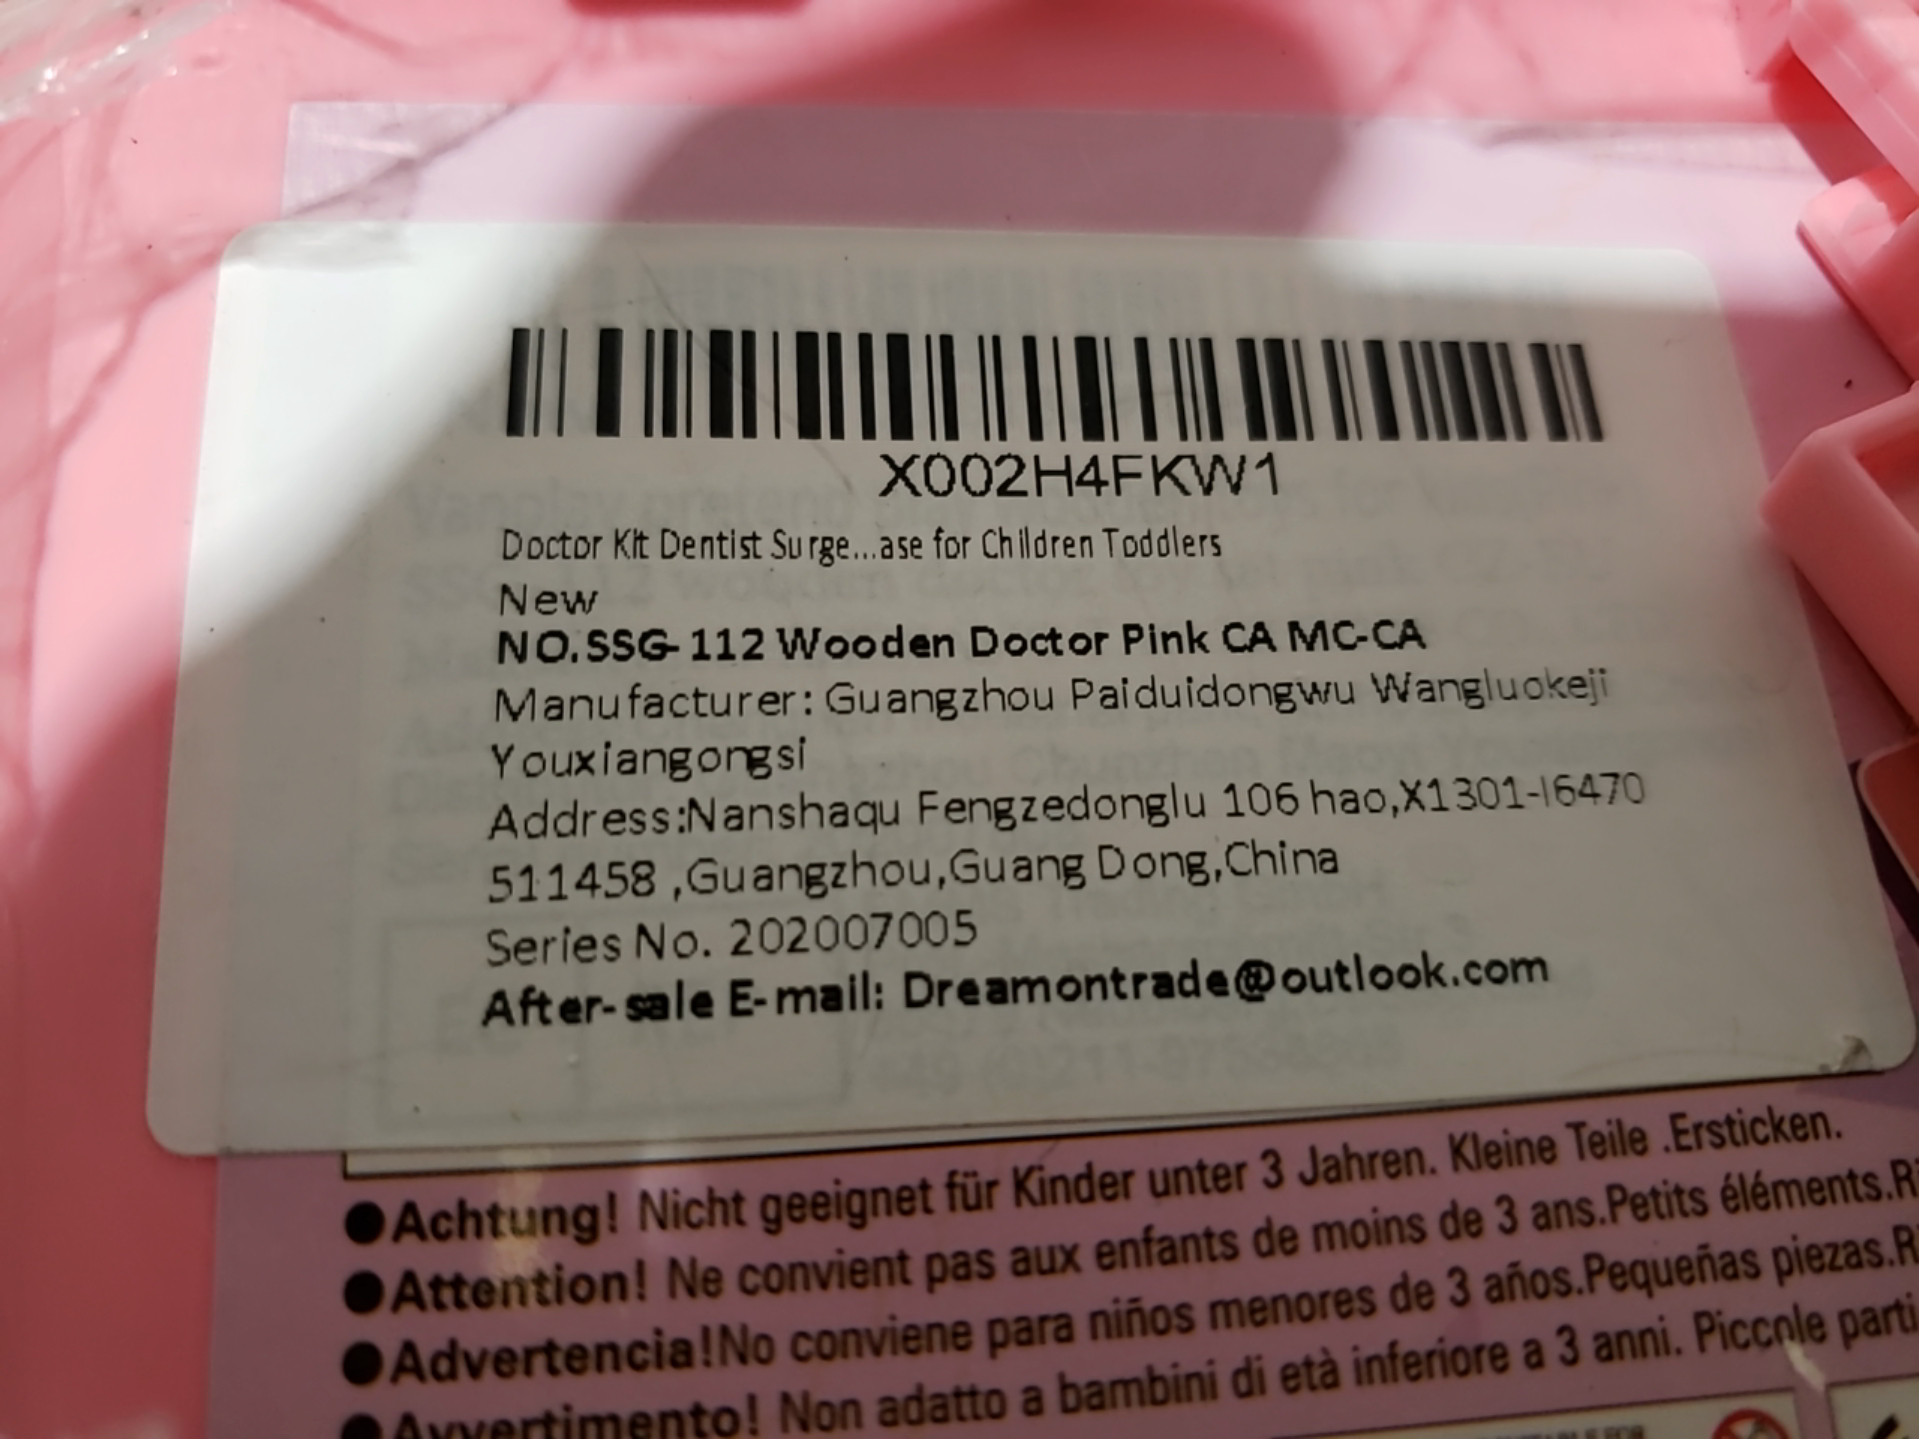 X002H4FKW1
Doctor Kit Dentist Surge...ase for Children Toddlers
New
NO.SSG-112 Wooden Doctor Pink CA MC-CA
Manufacturer: Guangzhou Paiduidongwu Wangluokeji
Youxiangongsi
Address:Nanshaqu Fengzedonglu 106 hao,X1301-I6470
511458 ,Guangzhou,Guang Dong,China
Series No. 202007005
After-sale E-mail: Dreamontrade@outlook.com
●Achtung! Nicht geeignet für Kinder unter 3 Jahren. Kleine Teile .Ersticken.
●Attention! Ne convient pas aux enfants de moins de 3 ans.Petits éléments.
●Advertencia!No conviene para niños menores de 3 años.Pequeñas piezas.
●Avvertimento! Non adatto a bambini di età inferiore a 3 anni. Piccole parti